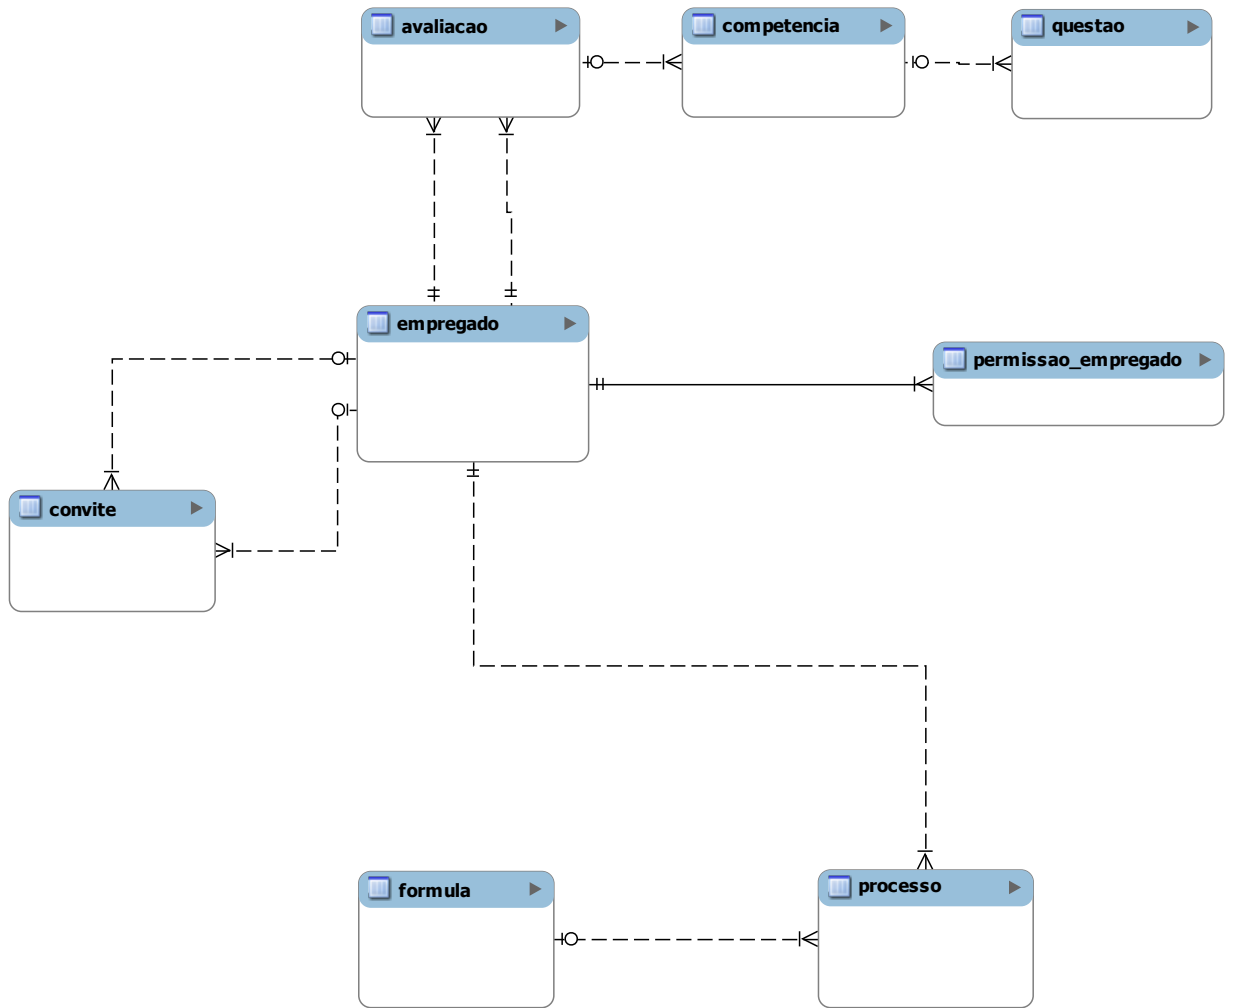 avaliacao
competencia
questao
empregado
permissao_empregado
convite
formula
processo